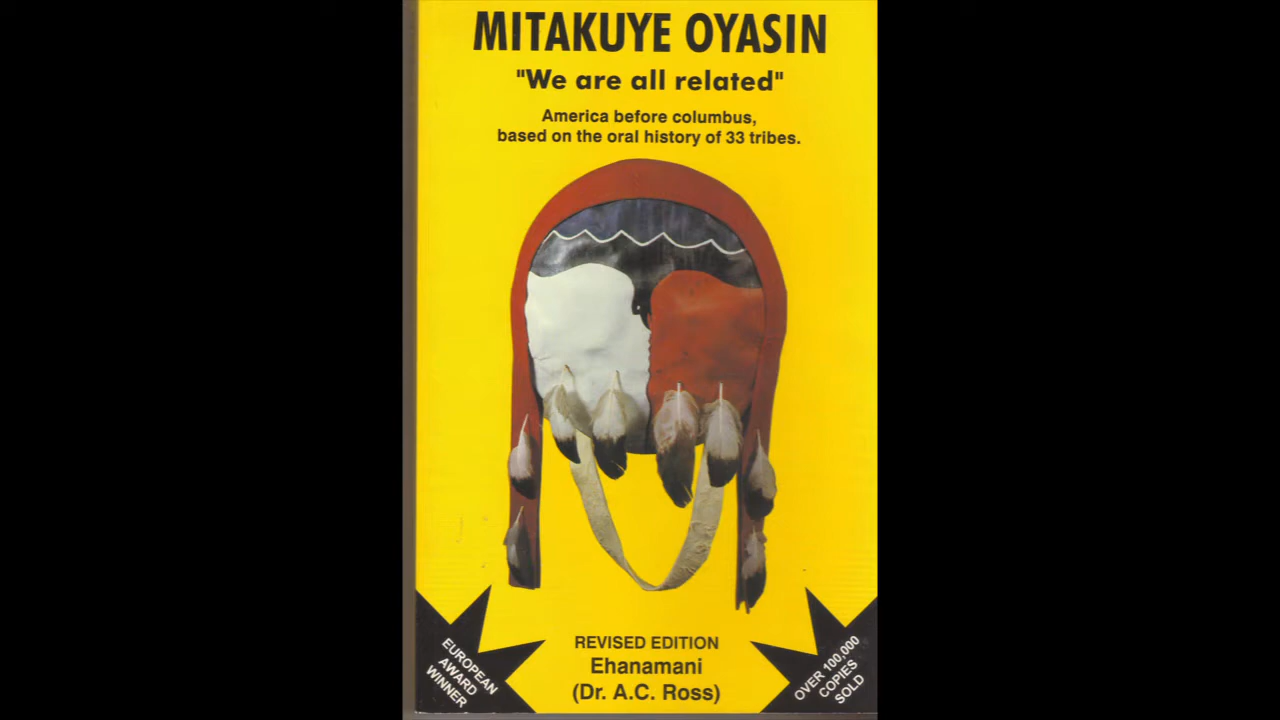 MITAKUYE OYASIN
"We are all related"
America before columbus,
based on the oral history of 33 tribes.
REVISED EDITION
Ehanamani
(Dr. A.C. Ross)
EUROPEAN
AWARD
WINNER
OVER 100,000
COPIES
SOLD